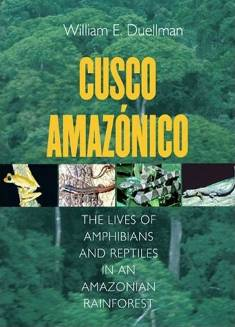 William E. Duellman
CUSCO
AMAZÓNICO
THE LIVES OF
AMPHIBIANS
AND REPTILES
IN AN
AMAZONIAN
RAINFOREST